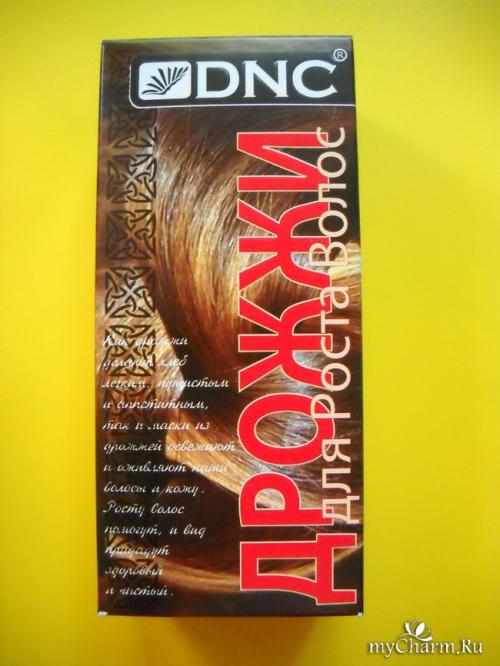 DNC®
ДРОЖЖИ
для Роста Волос
Как дрожжи
делают хлеб
легким, пушистым
и аппетитным,
так и маски из
дрожжей освежают
и оживляют наши
волосы и кожу.
Росту волос
помогут, и вид
придадут
здоровый
и чистый.
myCharm.Ru